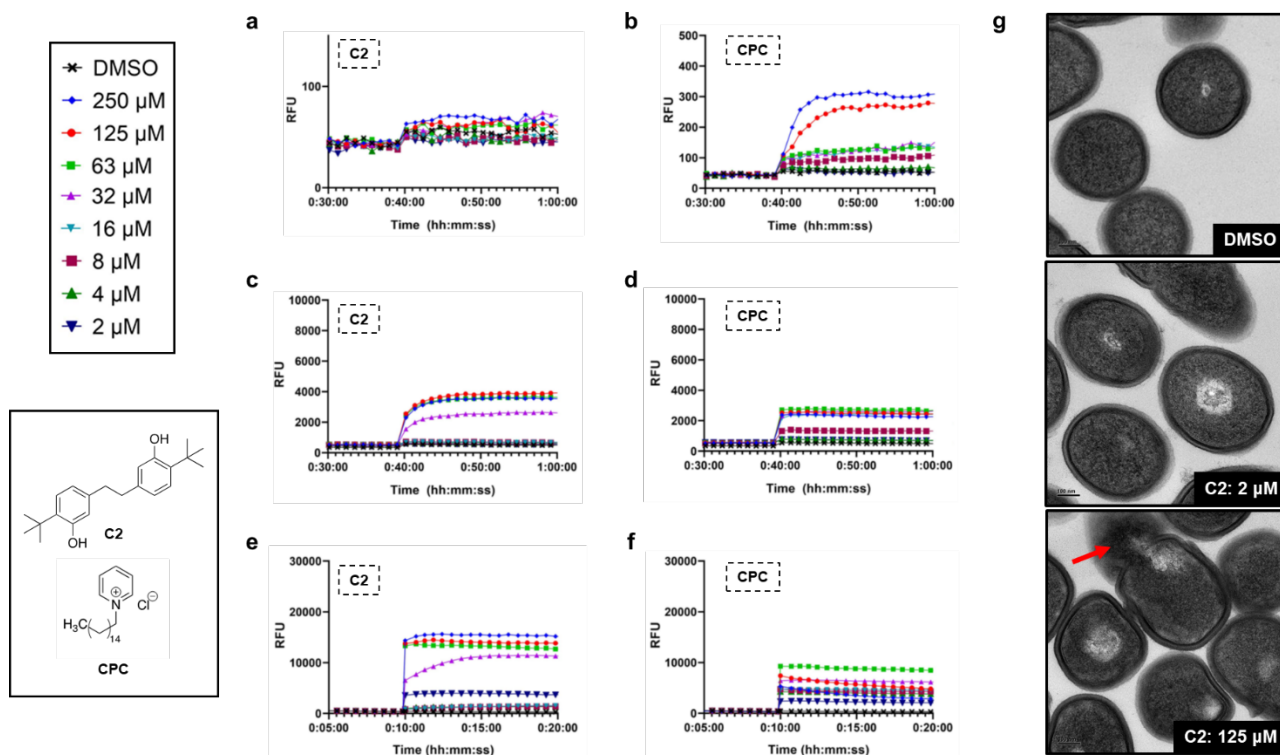 DMSO
250 µM
125 µM
63 µM
32 µM
16 µM
8 µM
4 µM
2 µM
OH
OH
C2
N
+
Cl⊖
H₃C
14
CPC
a
C2
RFU
100
0
0:30:00 0:40:00 0:50:00 1:00:00
Time (hh:mm:ss)
b
CPC
RFU
500
400
300
200
100
0
0:30:00 0:40:00 0:50:00 1:00:00
Time (hh:mm:ss)
c
C2
RFU
10000
8000
6000
4000
2000
0
0:30:00 0:40:00 0:50:00 1:00:00
Time (hh:mm:ss)
d
CPC
RFU
10000
8000
6000
4000
2000
0
0:30:00 0:40:00 0:50:00 1:00:00
Time (hh:mm:ss)
e
C2
RFU
30000
20000
10000
0
0:05:00 0:10:00 0:15:00 0:20:00
Time (hh:mm:ss)
f
CPC
RFU
30000
20000
10000
0
0:05:00 0:10:00 0:15:00 0:20:00
Time (hh:mm:ss)
g
DMSO
C2: 2 µM
C2: 125 µM